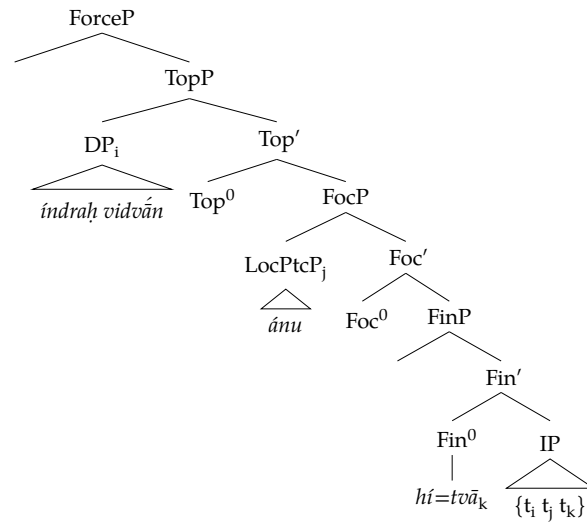 ForceP
TopP
DPᵢ Top′
índraḥ vidvā́n Top⁰ FocP
LocPtcPⱼ Foc′
ánu Foc⁰ FinP
Fin′
Fin⁰ IP
hí=tvāₖ {tᵢ tⱼ tₖ}